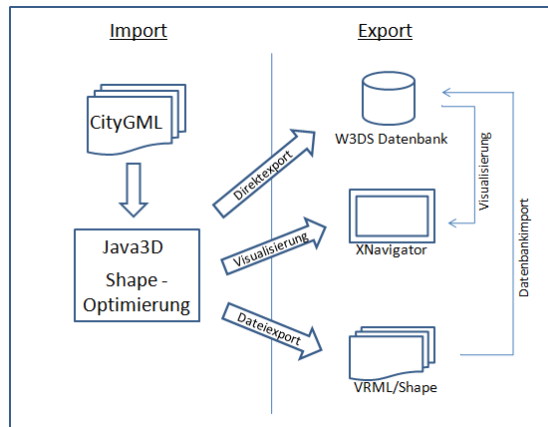 Import
Export
CityGML
W3DS Datenbank
Direktexport
Visualisierung
Java3D
Shape -
Optimierung
Visualisierung
XNavigator
Datenbankimport
Dateiexport
VRML/Shape